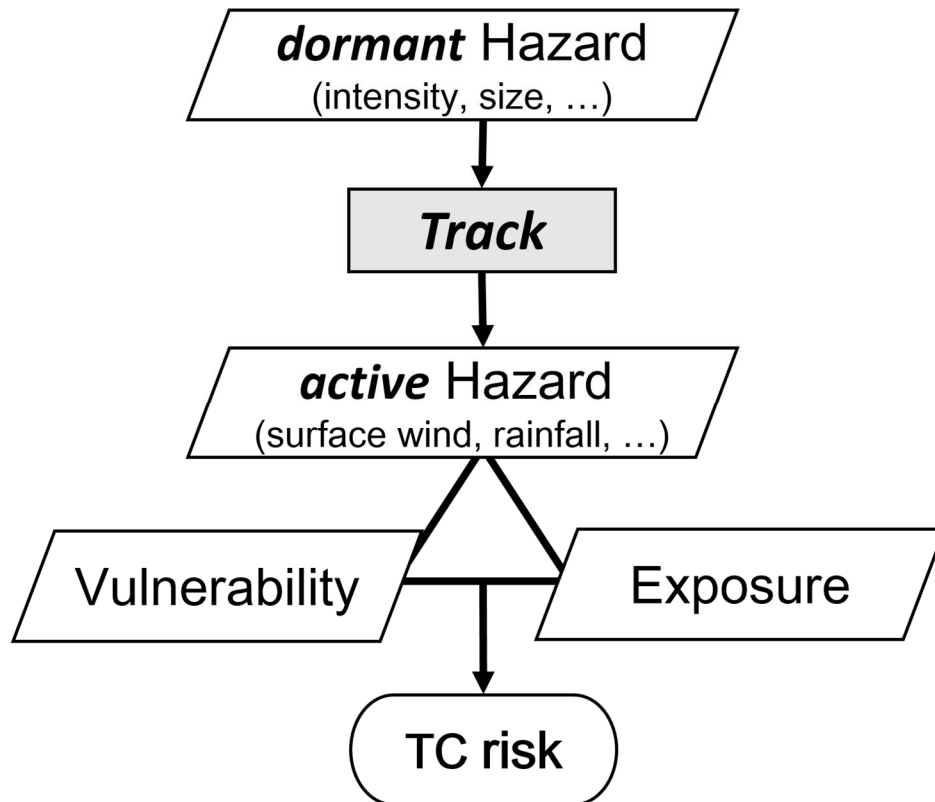 dormant Hazard
(intensity, size, ...)
Track
active Hazard
(surface wind, rainfall, ...)
Vulnerability
Exposure
TC risk